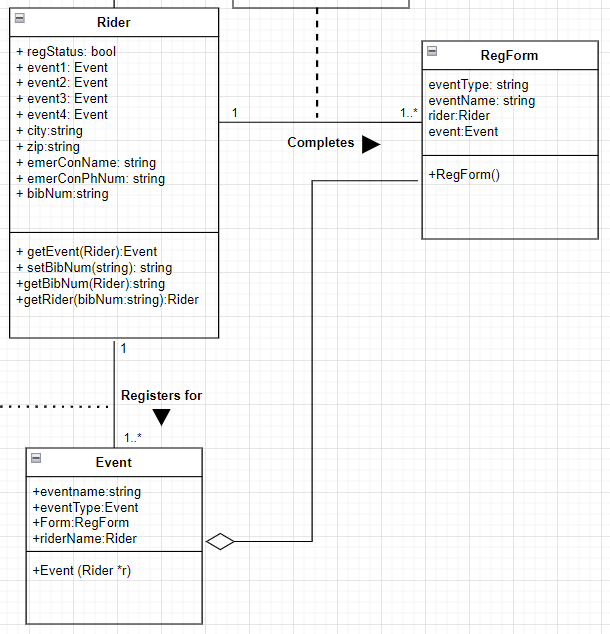 Rider
+ regStatus: bool
+ event1: Event
+ event2: Event
+ event3: Event
+ event4: Event
+ city:string
+ zip:string
+ emerConName: string
+ emerConPhNum: string
+ bibNum:string
+ getEvent(Rider):Event
+ setBibNum(string): string
+getBibNum(Rider):string
+getRider(bibNum:string):Rider
1
1..*
Completes
RegForm
eventType: string
eventName: string
rider:Rider
event:Event
+RegForm()
1
Registers for
1..*
Event
+eventname:string
+eventType:Event
+Form:RegForm
+riderName:Rider
+Event (Rider *r)